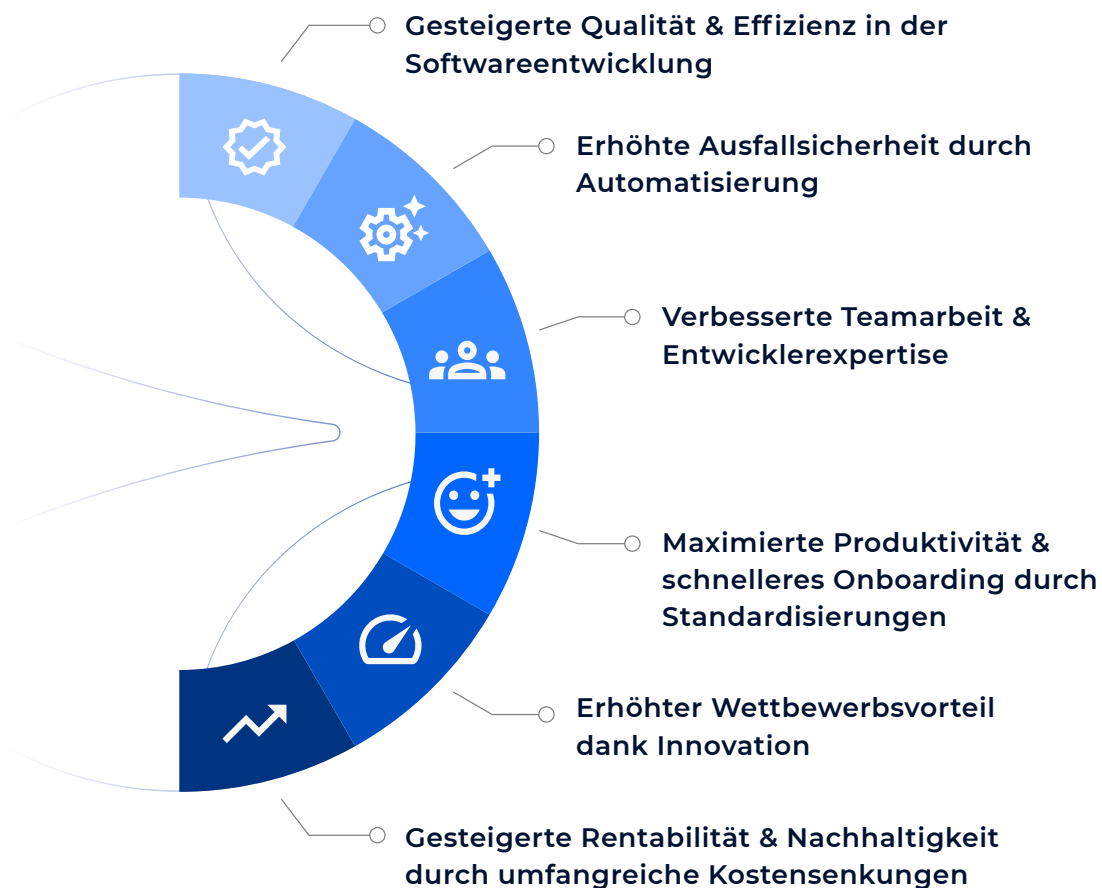 Gesteigerte Qualität & Effizienz in der
Softwareentwicklung
Erhöhte Ausfallsicherheit durch
Automatisierung
Verbesserte Teamarbeit &
Entwicklerexpertise
Maximierte Produktivität &
schnelleres Onboarding durch
Standardisierungen
Erhöhter Wettbewerbsvorteil
dank Innovation
Gesteigerte Rentabilität & Nachhaltigkeit
durch umfangreiche Kostensenkungen